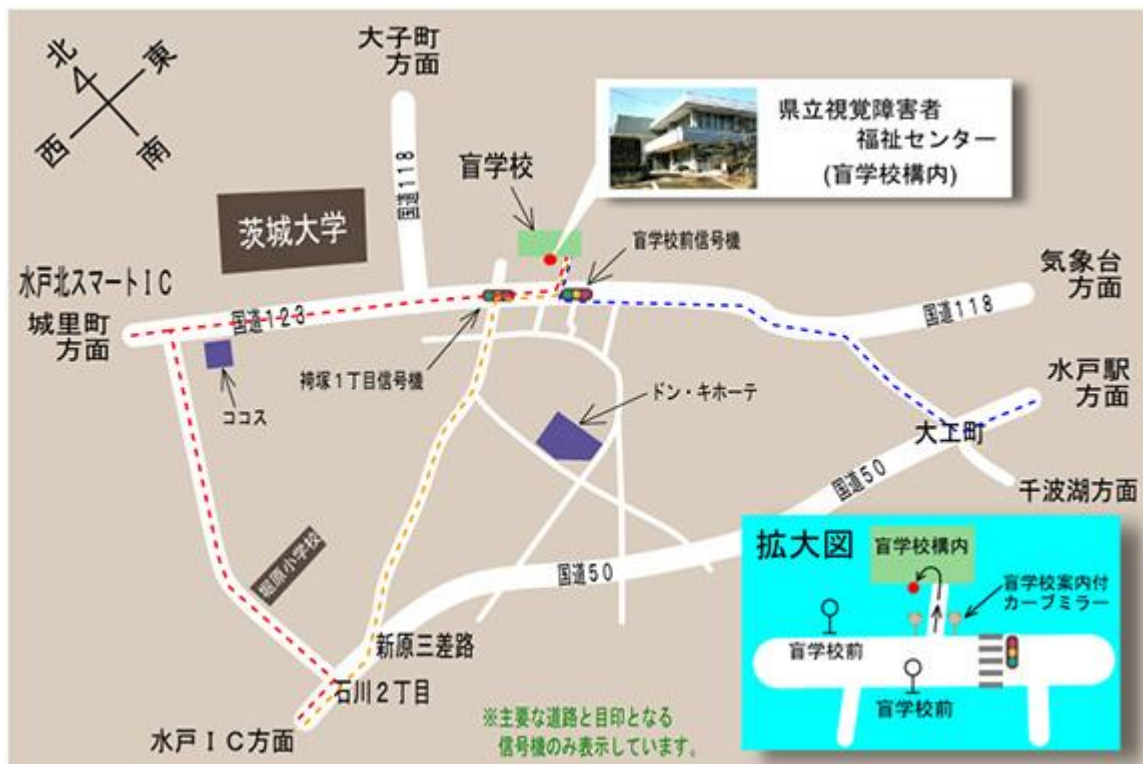 北
東
西
南
大子町
方面
国道118
茨城大学
盲学校
県立視覚障害者
福祉センター
(盲学校構内)
盲学校前信号機
気象台
方面
国道118
水戸北スマートIC
城里町
方面
国道123
ココス
袴塚1丁目信号機
ドン・キホーテ
水戸駅
方面
大工町
千波湖方面
国道50
国道50
堀原小学校
新原三差路
石川2丁目
水戸IC方面
※主要な道路と目印となる
信号機のみ表示しています。
拡大図
盲学校構内
盲学校案内付
カーブミラー
盲学校前
盲学校前